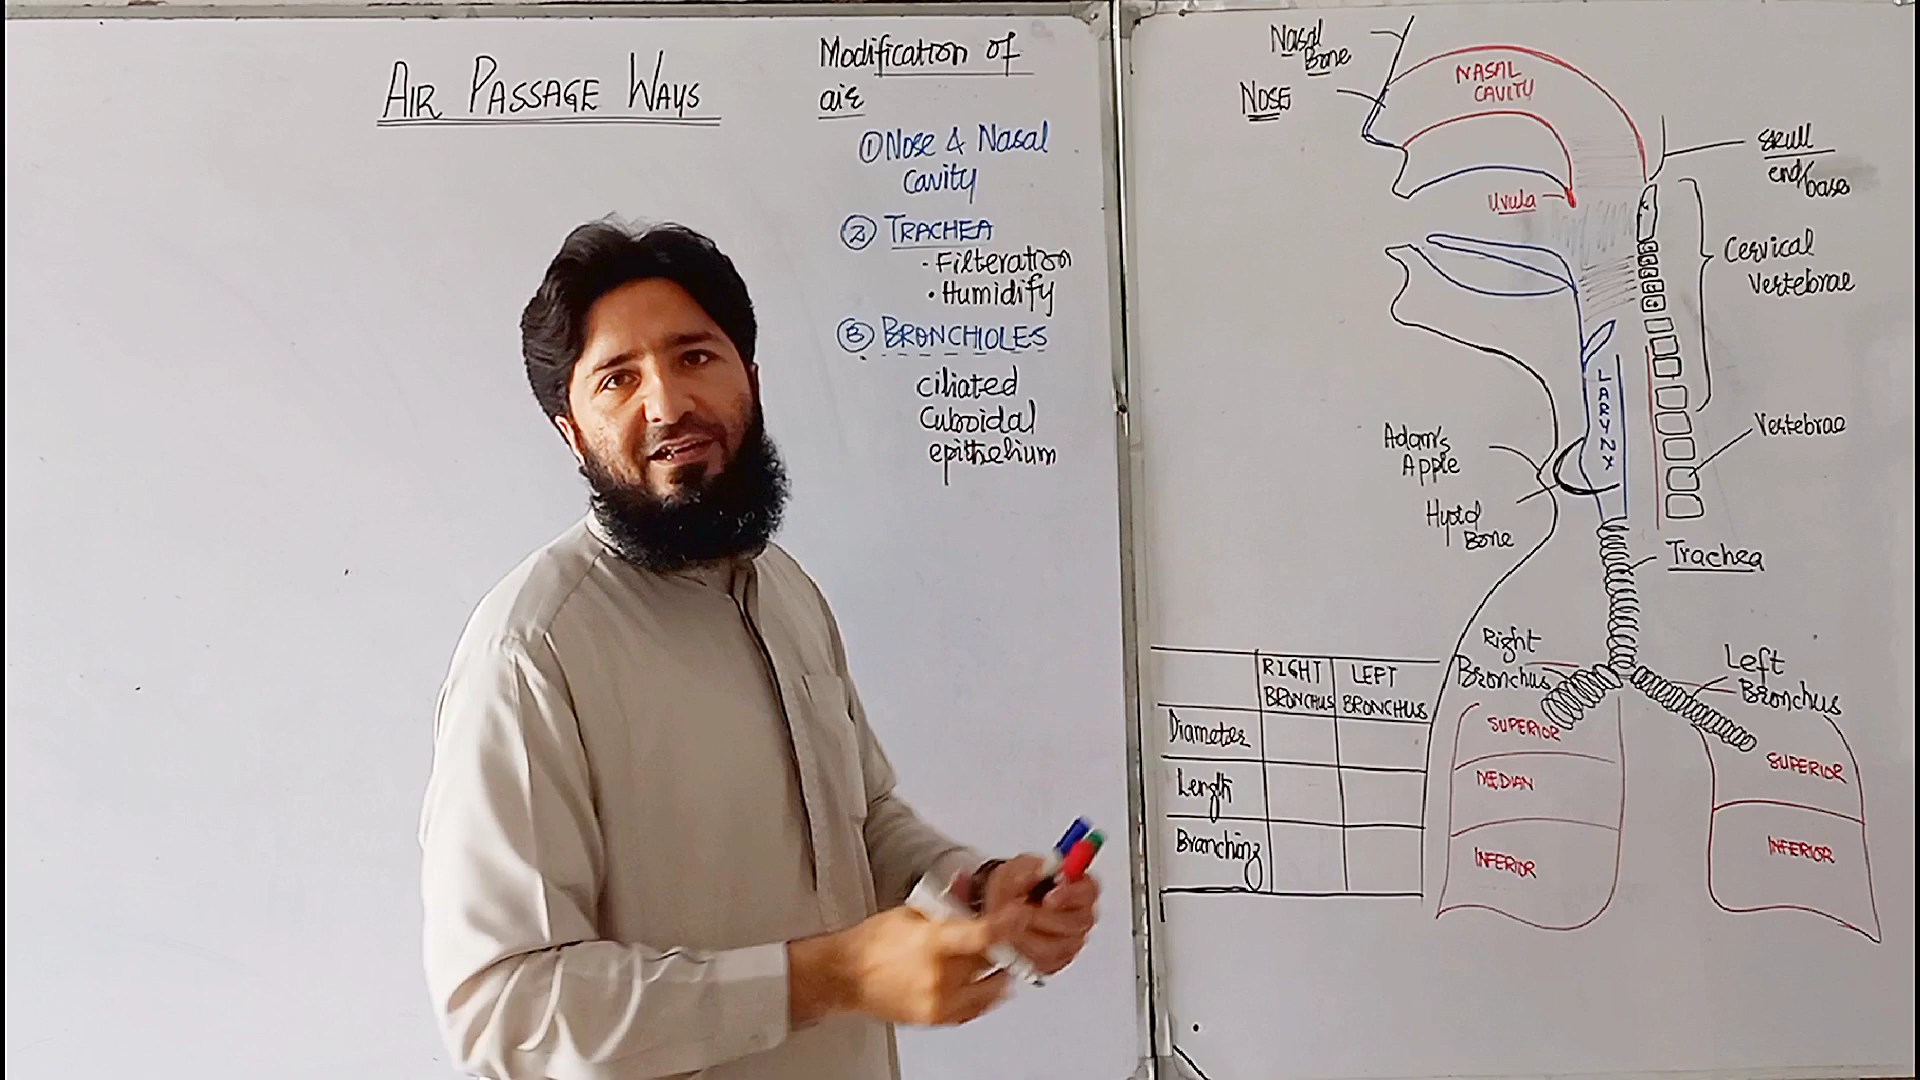 AIR PASSAGE WAYS
Modification of
air
① Nose & Nasal
Cavity
② TRACHEA
· Filteration
· Humidify
③ BRONCHIOLES
ciliated
Cuboidal
epithelium
Nasal
Bone
NOSE
NASAL
CAVITY
Uvula
Skull
end/base
Cervical
Vertebrae
LARYNX
Vertebrae
Adam's
Apple
Hyoid
Bone
Trachea
Right
Bronchus
Left
Bronchus
RIGHT BRONCHUS
LEFT BRONCHUS
Diameter
Length
Branching
SUPERIOR
MEDIAN
INFERIOR
SUPERIOR
INFERIOR